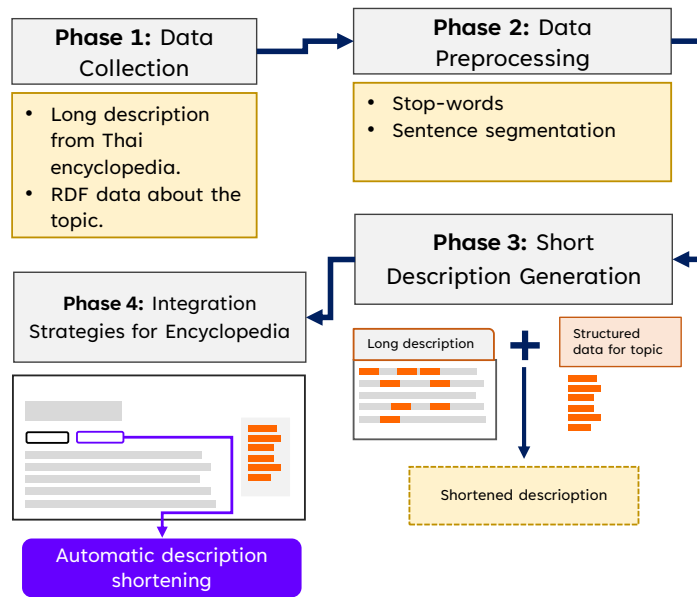 Phase 1: Data
Collection
• Long description
from Thai
encyclopedia.
• RDF data about the
topic.
Phase 2: Data
Preprocessing
• Stop-words
• Sentence segmentation
Phase 3: Short
Description Generation
Long description
Structured
data for topic
Shortened descrioption
Phase 4: Integration
Strategies for Encyclopedia
Automatic description
shortening